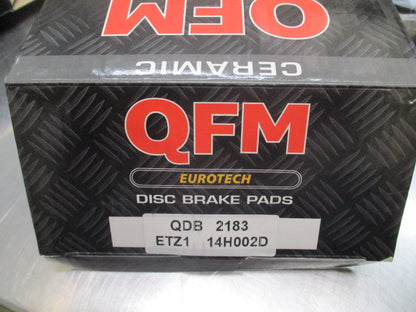 QFM
CERAMIC
QFM
EUROTECH
DISC BRAKE PADS
QDB 2183
ETZ1 14H002D